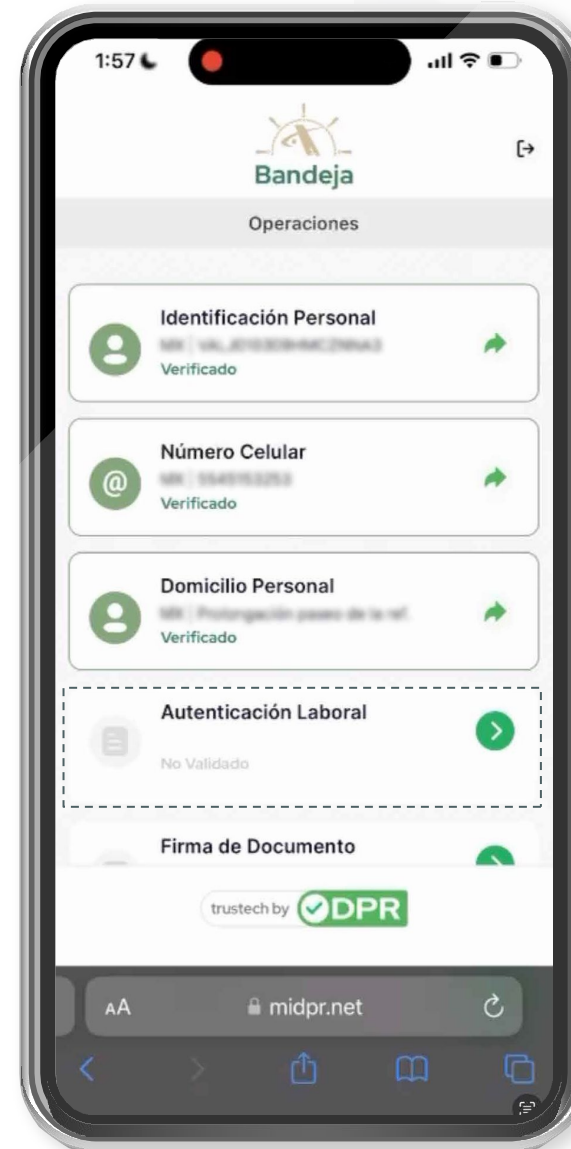 1:57
Bandeja
Operaciones
Identificación Personal
Verificado
Número Celular
Verificado
Domicilio Personal
Verificado
Autenticación Laboral
No Validado
Firma de Documento
trustech by DPR
AA midpr.net